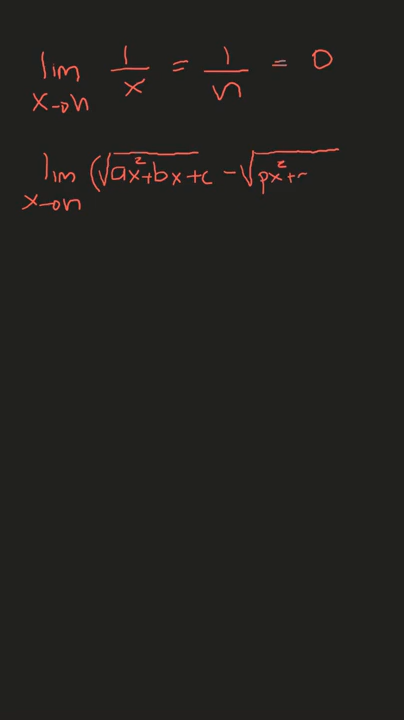 lim x→n 1/x = 1/n = 0
lim x→n (√ax²+bx+c - √px²+